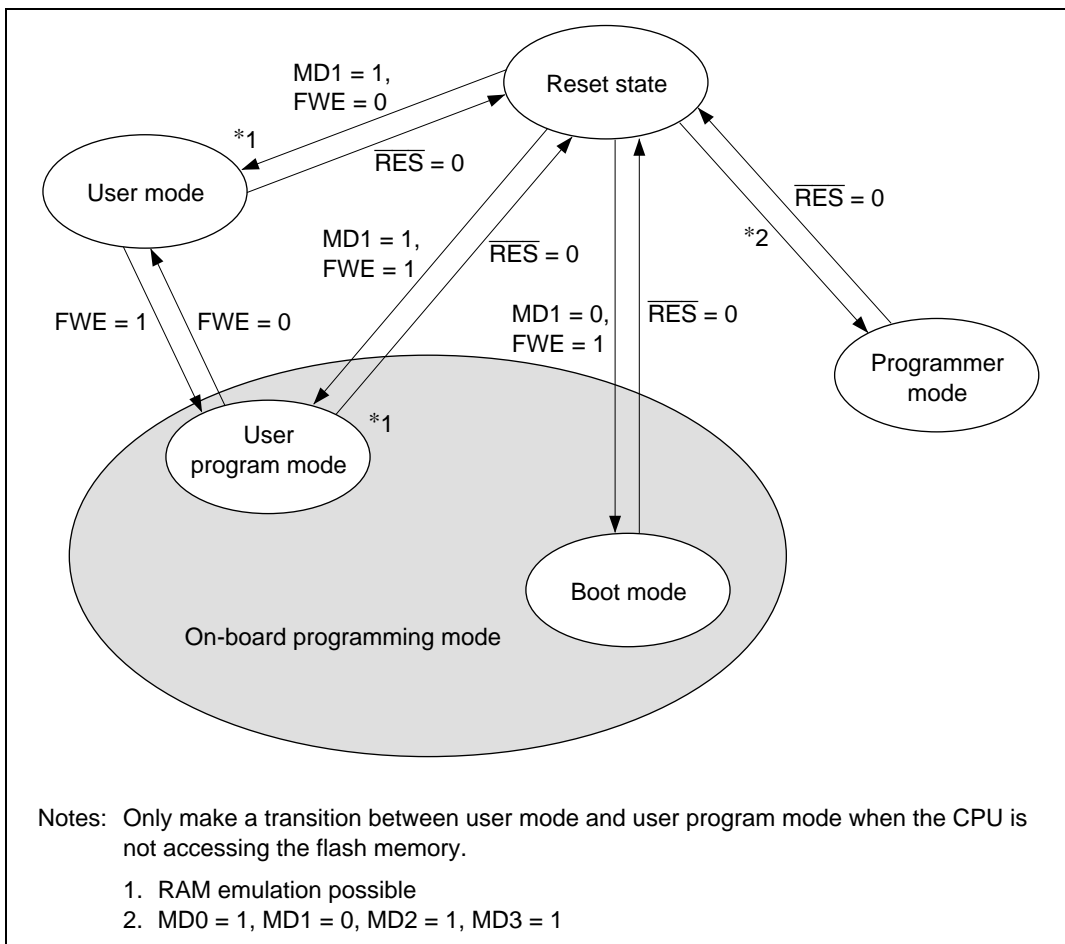 Reset state
MD1 = 1,
FWE = 0
*1
RES = 0
User mode
RES = 0
*2
MD1 = 1,
FWE = 1
RES = 0
FWE = 1
FWE = 0
MD1 = 0,
FWE = 1
RES = 0
Programmer
mode
User
program mode
*1
Boot mode
On-board programming mode
Notes: Only make a transition between user mode and user program mode when the CPU is
not accessing the flash memory.
1. RAM emulation possible
2. MD0 = 1, MD1 = 0, MD2 = 1, MD3 = 1